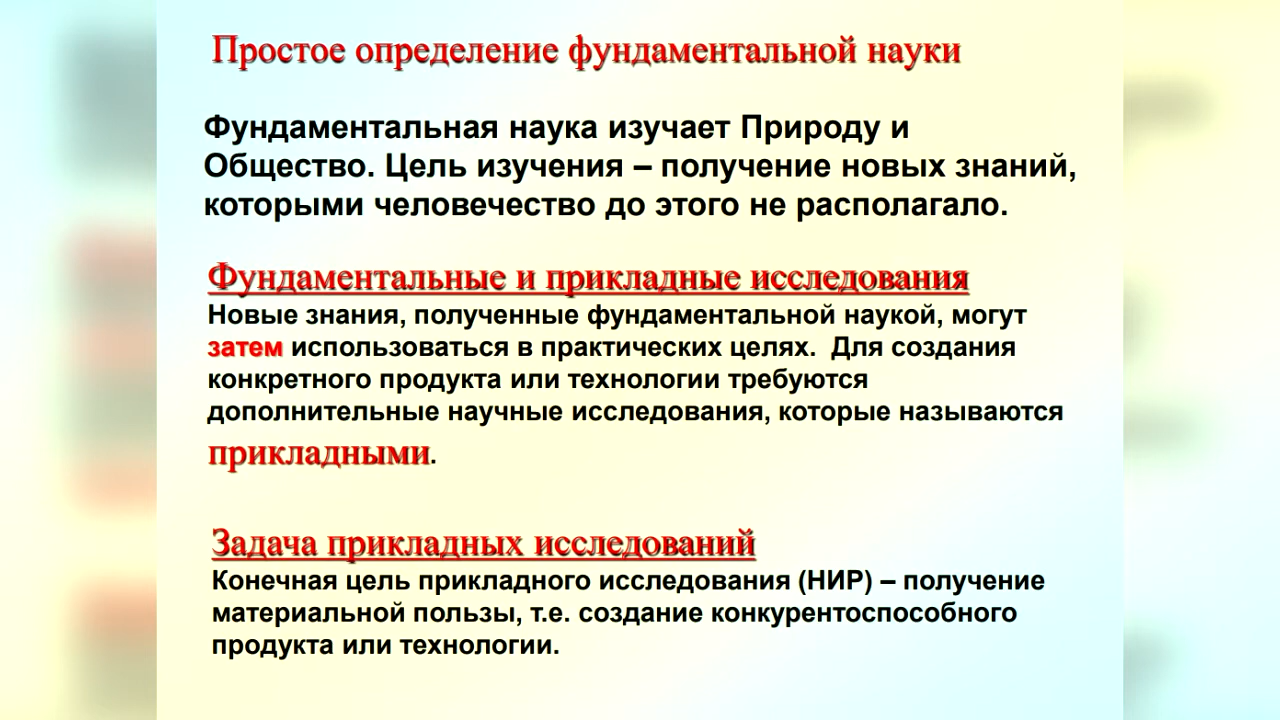 Простое определение фундаментальной науки
Фундаментальная наука изучает Природу и
Общество. Цель изучения – получение новых знаний,
которыми человечество до этого не располагало.
Фундаментальные и прикладные исследования
Новые знания, полученные фундаментальной наукой, могут
затем использоваться в практических целях. Для создания
конкретного продукта или технологии требуются
дополнительные научные исследования, которые называются
прикладными.
Задача прикладных исследований
Конечная цель прикладного исследования (НИР) – получение
материальной пользы, т.е. создание конкурентоспособного
продукта или технологии.